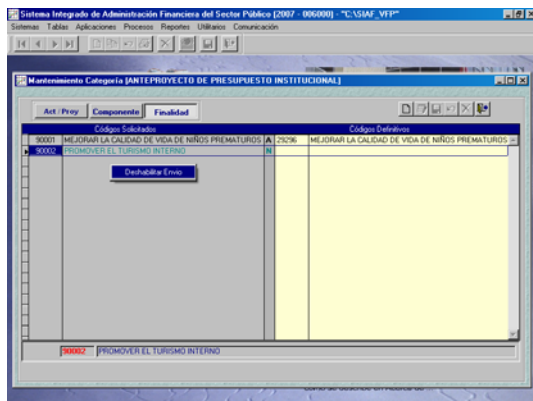 Sistema Integrado de Administración Financiera del Sector Público [2007 - 006000] - "C:\SIAF_VFP"
Sistemas Tablas Aplicaciones Procesos Reportes Utilitarios Comunicación
Mantenimiento Categoría [ANTEPROYECTO DE PRESUPUESTO INSTITUCIONAL]
Act / Proy Componente Finalidad
Códigos Solicitados Códigos Definitivos
90001 MEJORAR LA CALIDAD DE VIDA DE NIÑOS PREMATUROS A 29296 MEJORAR LA CALIDAD DE VIDA DE NIÑOS PREMATUROS
90002 PROMOVER EL TURISMO INTERNO N
Deshabilitar Envio
90002 PROMOVER EL TURISMO INTERNO